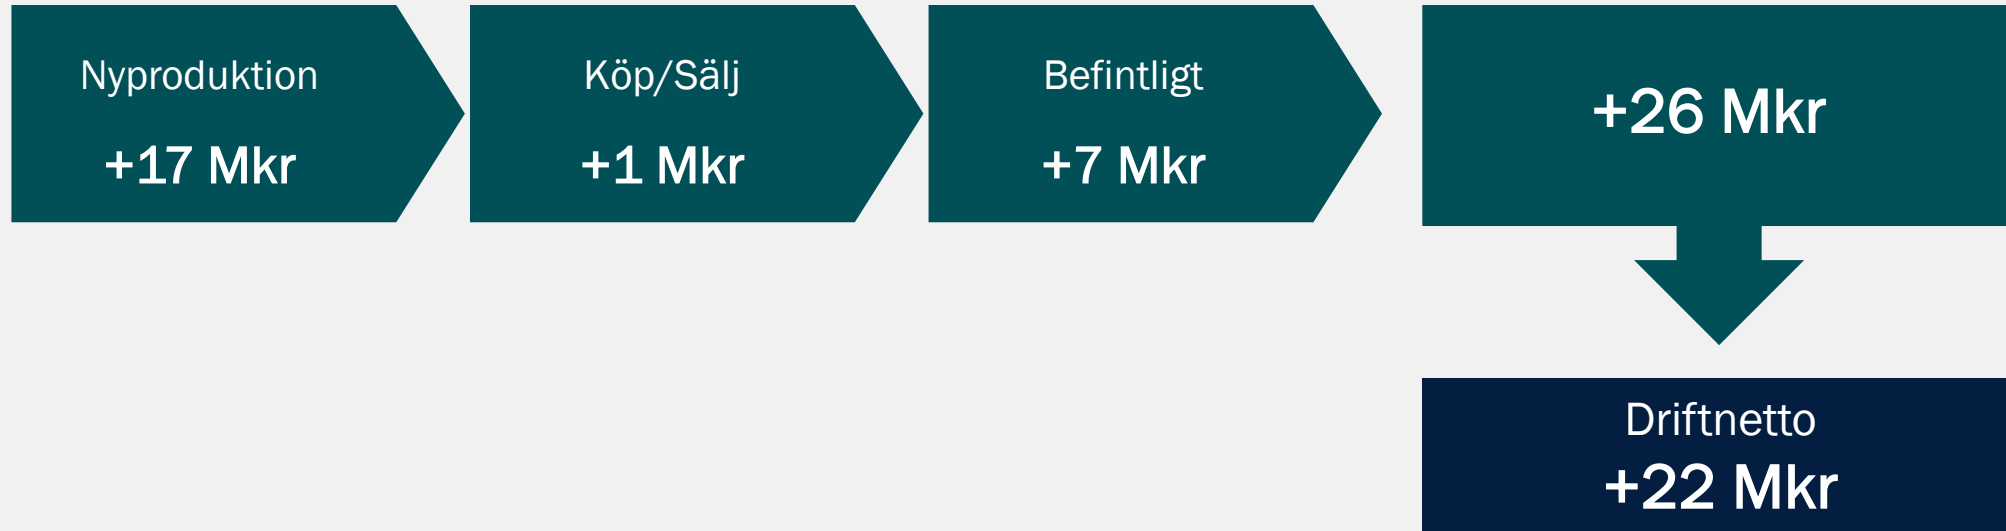 Nyproduktion
+17 Mkr
Köp/Sälj
+1 Mkr
Befintligt
+7 Mkr
+26 Mkr
Driftnetto
+22 Mkr